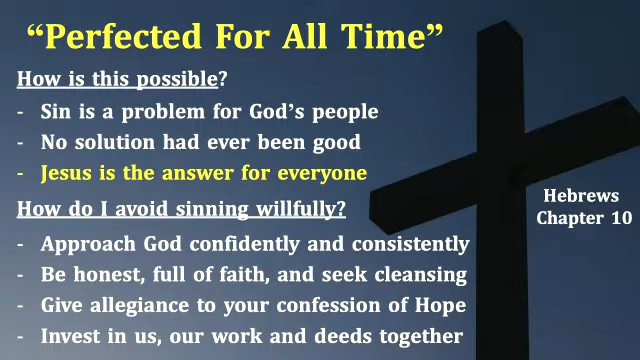 “Perfected For All Time”
How is this possible?
- Sin is a problem for God’s people
- No solution had ever been good
- Jesus is the answer for everyone
How do I avoid sinning willfully?
- Approach God confidently and consistently
- Be honest, full of faith, and seek cleansing
- Give allegiance to your confession of Hope
- Invest in us, our work and deeds together
Hebrews
Chapter 10